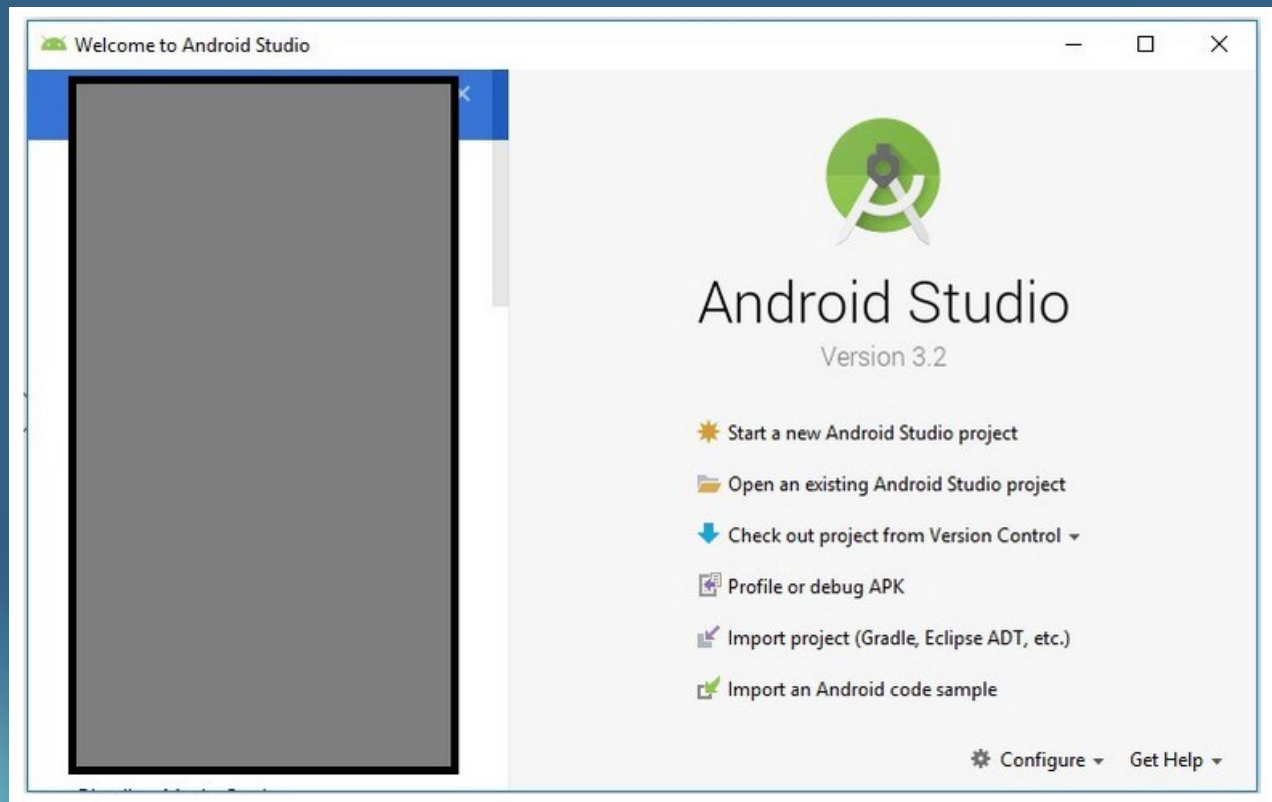 Welcome to Android Studio
Android Studio
Version 3.2
Start a new Android Studio project
Open an existing Android Studio project
Check out project from Version Control
Profile or debug APK
Import project (Gradle, Eclipse ADT, etc.)
Import an Android code sample
Configure
Get Help